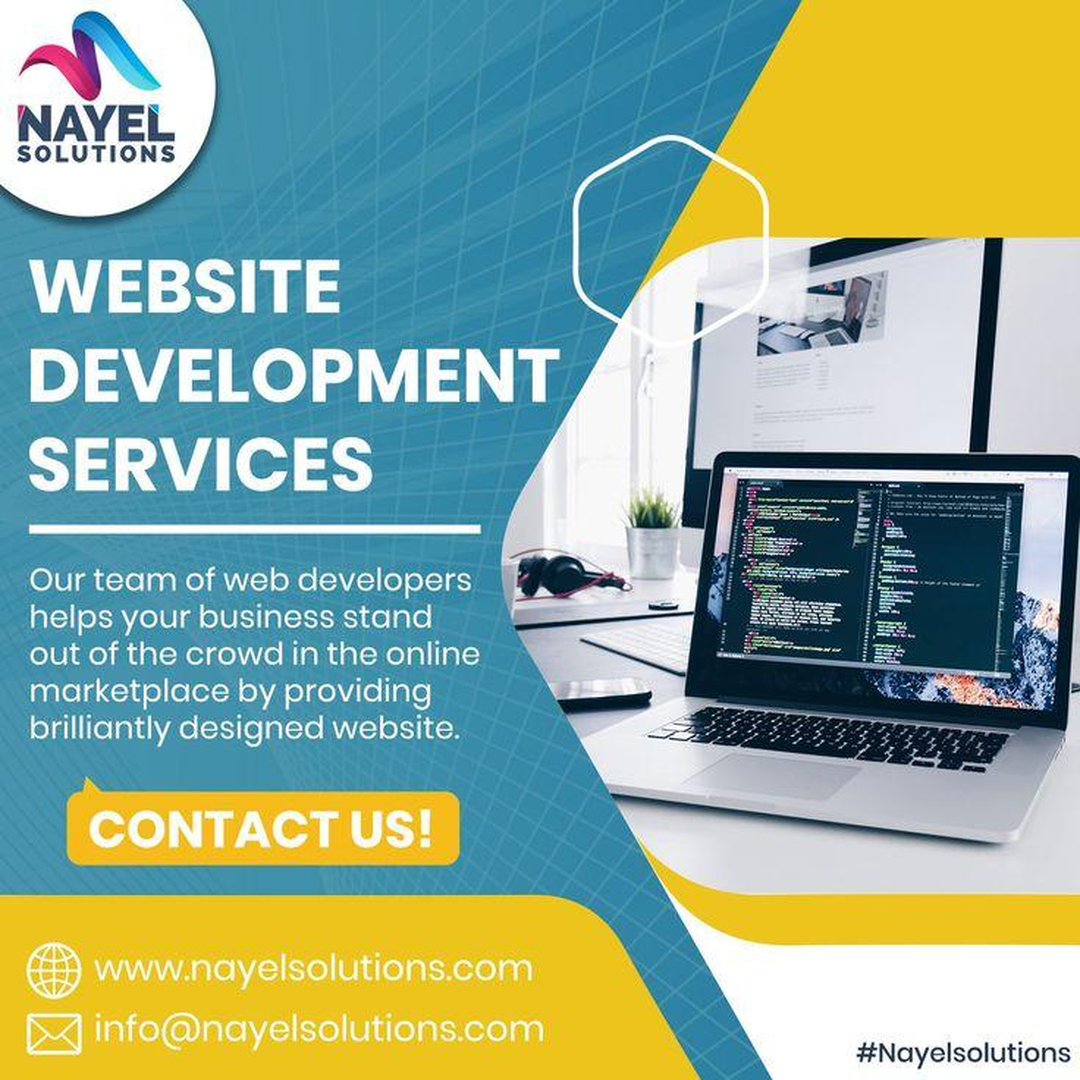 NAYEL
SOLUTIONS
WEBSITE
DEVELOPMENT
SERVICES
Our team of web developers
helps your business stand
out of the crowd in the online
marketplace by providing
brilliantly designed website.
CONTACT US!
www.nayelsolutions.com
info@nayelsolutions.com
#Nayelsolutions